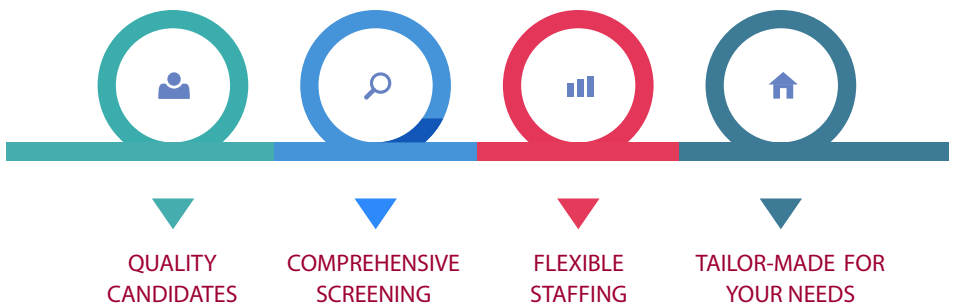 QUALITY
CANDIDATES
COMPREHENSIVE
SCREENING
FLEXIBLE
STAFFING
TAILOR-MADE FOR
YOUR NEEDS